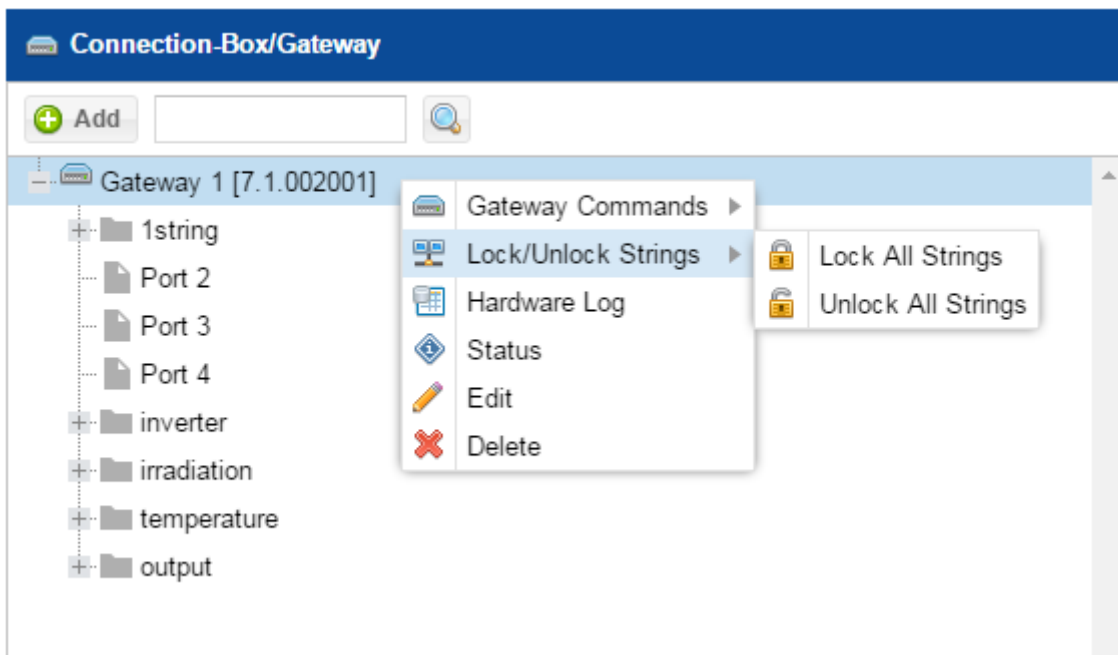 Connection-Box/Gateway
Add
Gateway 1 [7.1.002001]
1string
Port 2
Port 3
Port 4
inverter
irradiation
temperature
output
Gateway Commands
Lock/Unlock Strings
Hardware Log
Status
Edit
Delete
Lock All Strings
Unlock All Strings